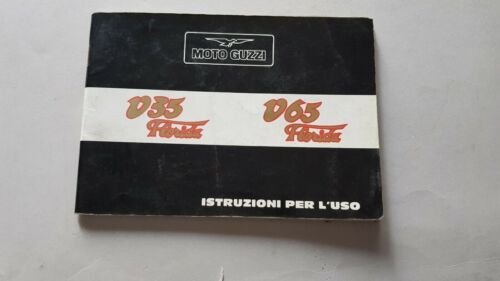 MOTO GUZZI
V35 V65
Florida Florida
ISTRUZIONI PER L'USO